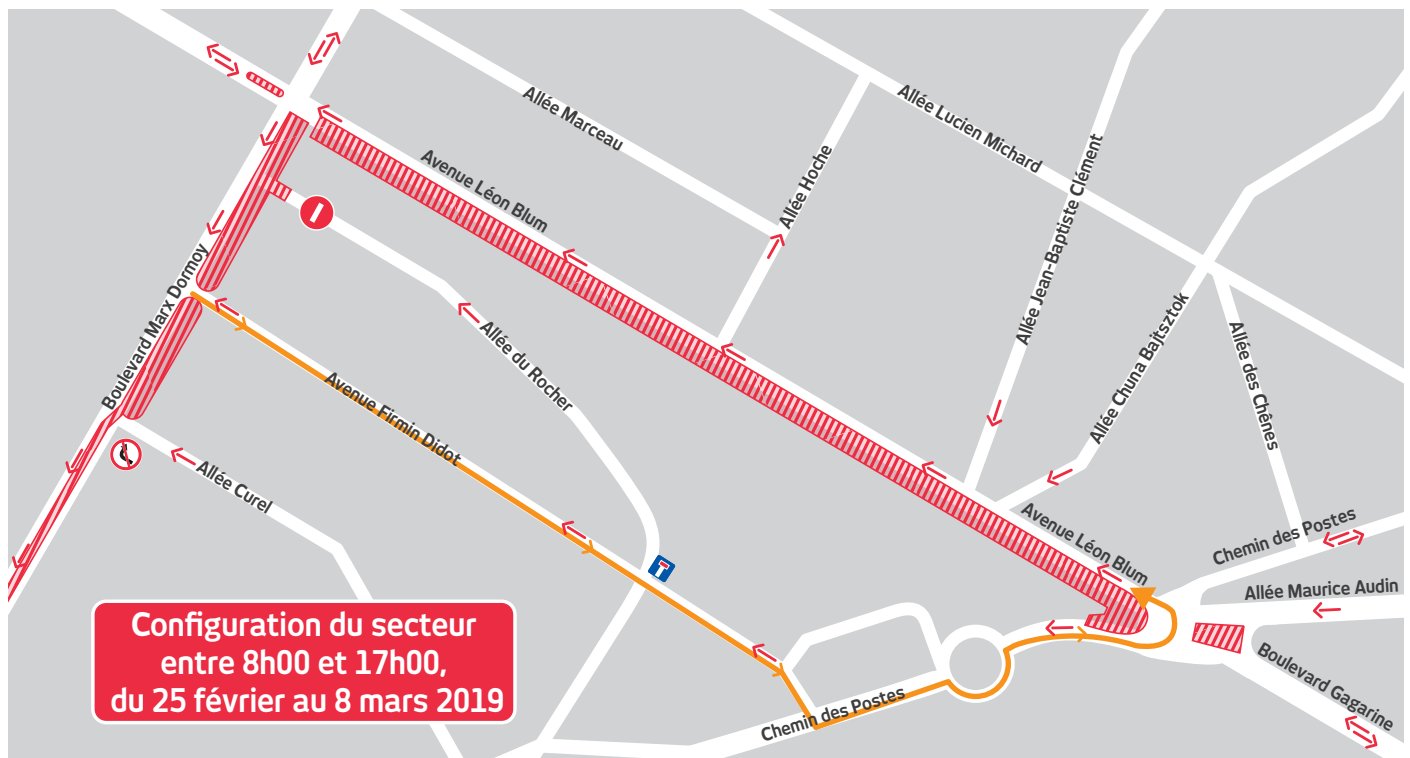 Allée Marceau
Allée Lucien Michard
Avenue Léon Blum
Allée Hoche
Allée Jean-Baptiste Clément
Boulevard Marx Dormoy
Allée du Rocher
Allée Chuna Bajtsztok
Allée des Chênes
Avenue Firmin Didot
Allée Curel
Avenue Léon Blum
Chemin des Postes
Allée Maurice Audin
Boulevard Gagarine
Chemin des Postes
Configuration du secteur
entre 8h00 et 17h00,
du 25 février au 8 mars 2019